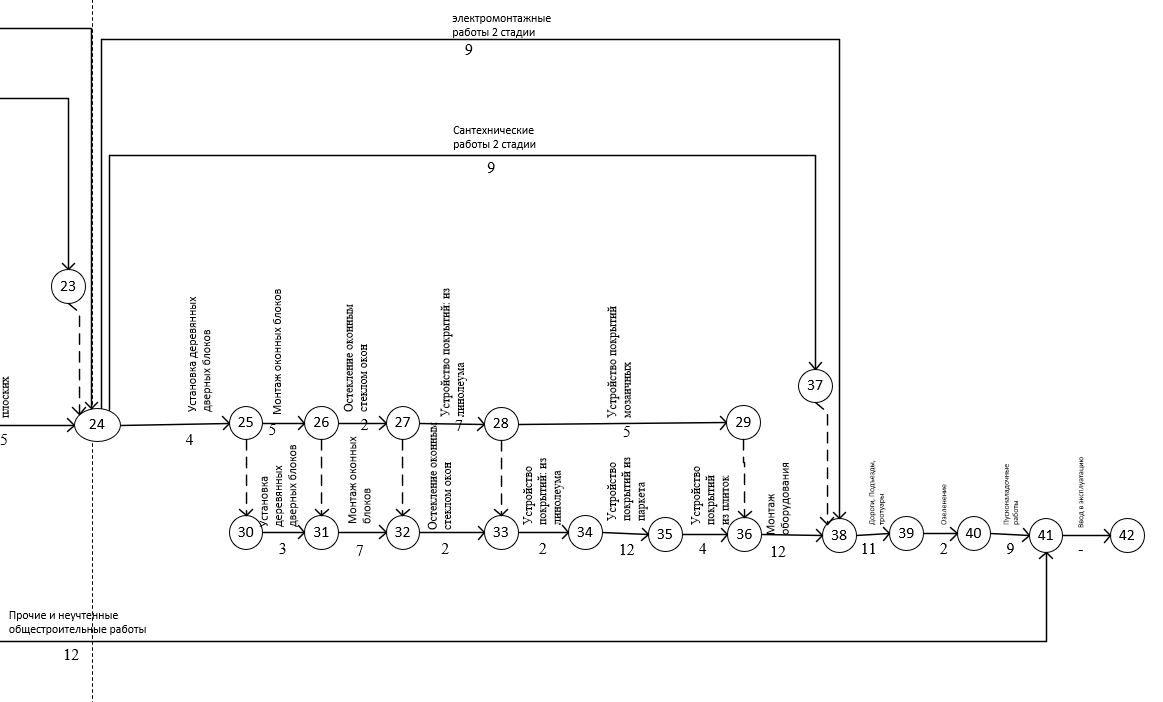 электромонтажные
работы 2 стадии
9
Сантехнические
работы 2 стадии
9
23
37
плоских
5
24
Установка деревянных
дверных блоков
4
25
Монтаж оконных блоков
5
26
Остекление оконным
стеклом окон
2
27
Устройство покрытий: из
линолеума
7
28
Устройство покрытий
мозаичных
5
29
30
Установка
деревянных
дверных блоков
3
31
Монтаж оконных
блоков
7
32
Остекление оконных
стеклом окон
2
33
Устройство
покрытий: из
линолеума
2
34
Устройство
покрытий из
паркета
12
35
Устройство
покрытий
из плиток
4
36
Монтаж
оборудования
12
38
Дороги, Подъезды,
тротуары
11
39
Озеленение
2
40
Пусконаладочные
работы
9
41
Ввод в эксплуатацию
-
42
Прочие и неучтенные
общестроительные работы
12